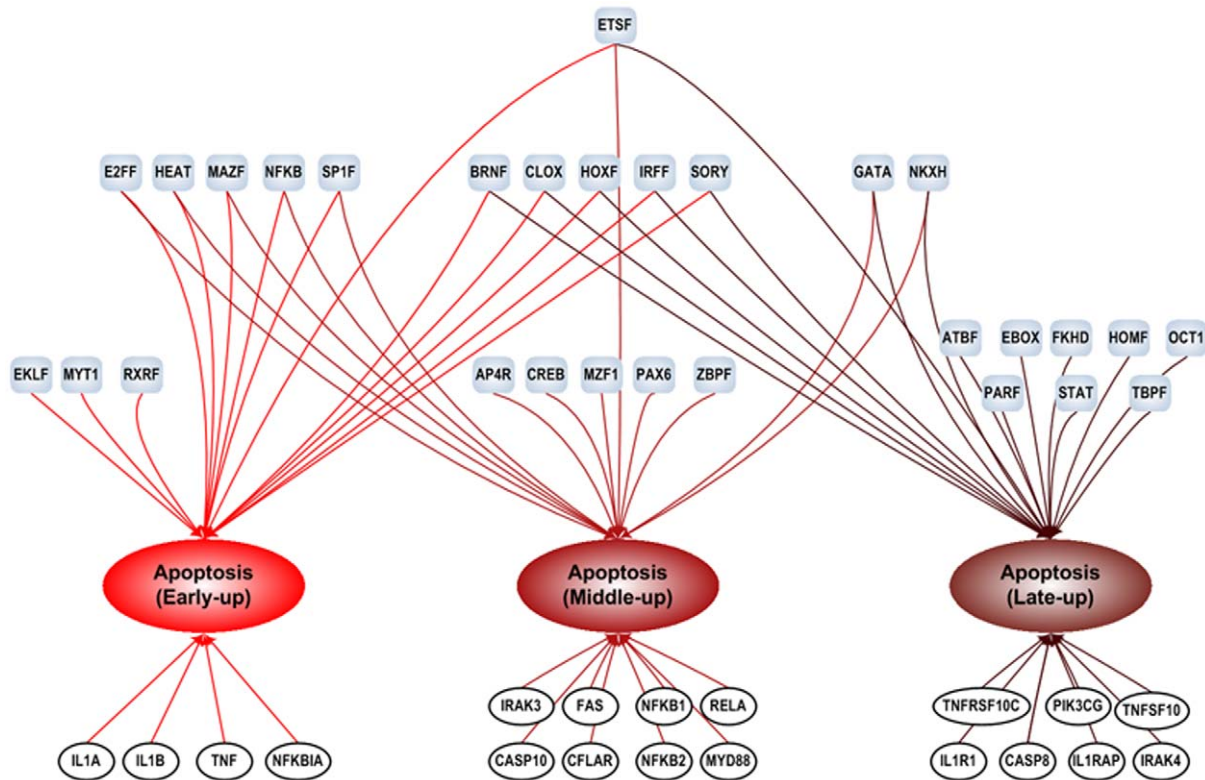 ETSF
E2FF HEAT MAZF NFKB SP1F BRNF CLOX HOXF IRFF SORY GATA NKXH
ATBF EBOX FKHD HOMF OCT1
EKLF MYT1 RXRF AP4R CREB MZF1 PAX6 ZBPF PARF STAT TBPF
Apoptosis
(Early-up)
Apoptosis
(Middle-up)
Apoptosis
(Late-up)
IRAK3 FAS NFKB1 RELA TNFRSF10C PIK3CG TNFSF10
IL1A IL1B TNF NFKBIA CASP10 CFLAR NFKB2 MYD88 IL1R1 CASP8 IL1RAP IRAK4